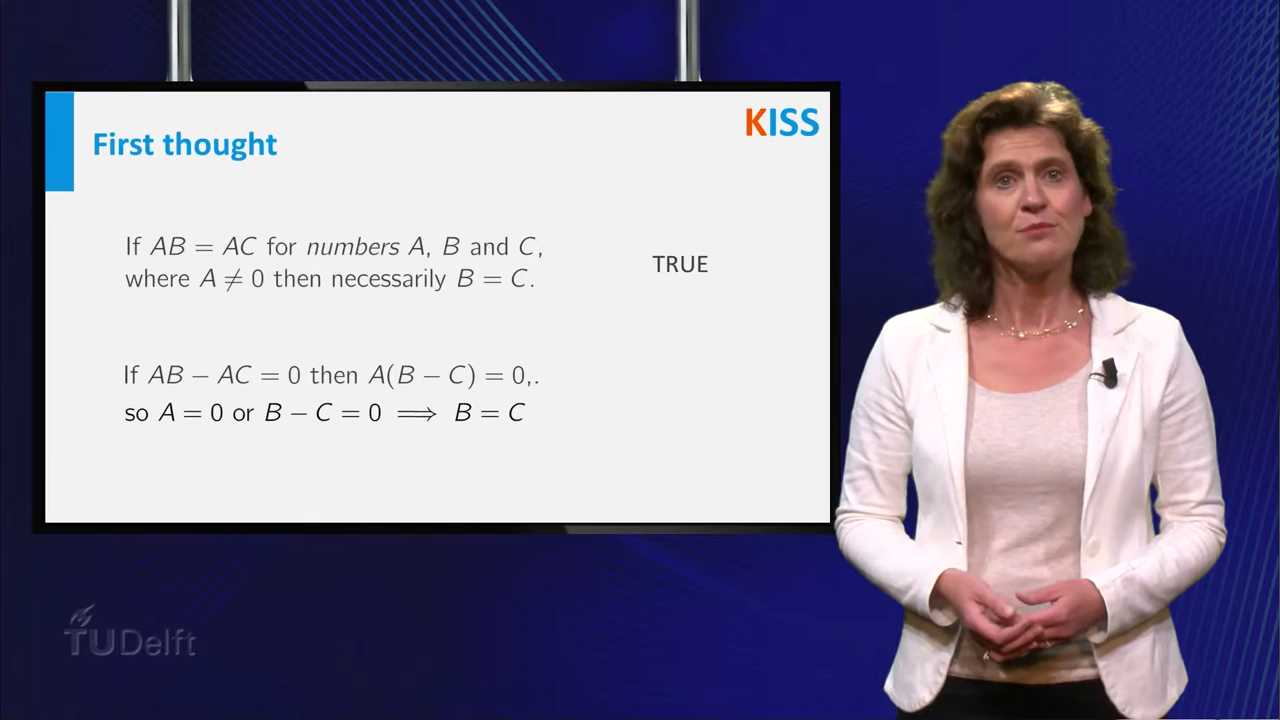 KISS
First thought
If AB = AC for numbers A, B and C,
where A ≠ 0 then necessarily B = C.
TRUE
If AB − AC = 0 then A(B − C) = 0,.
so A = 0 or B − C = 0 ⟹ B = C
TUDelft